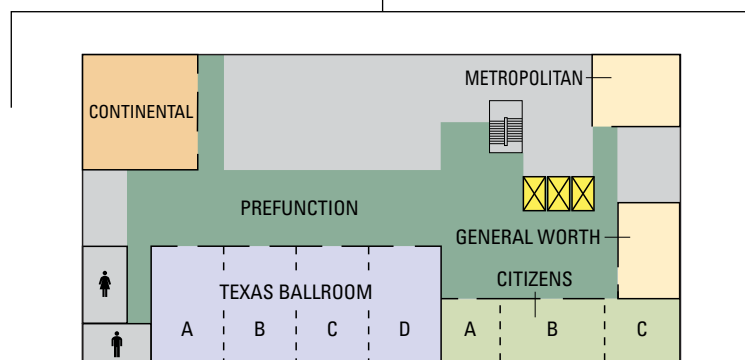 METROPOLITAN
CONTINENTAL
PREFUNCTION
GENERAL WORTH
CITIZENS
TEXAS BALLROOM
A B C D A B C